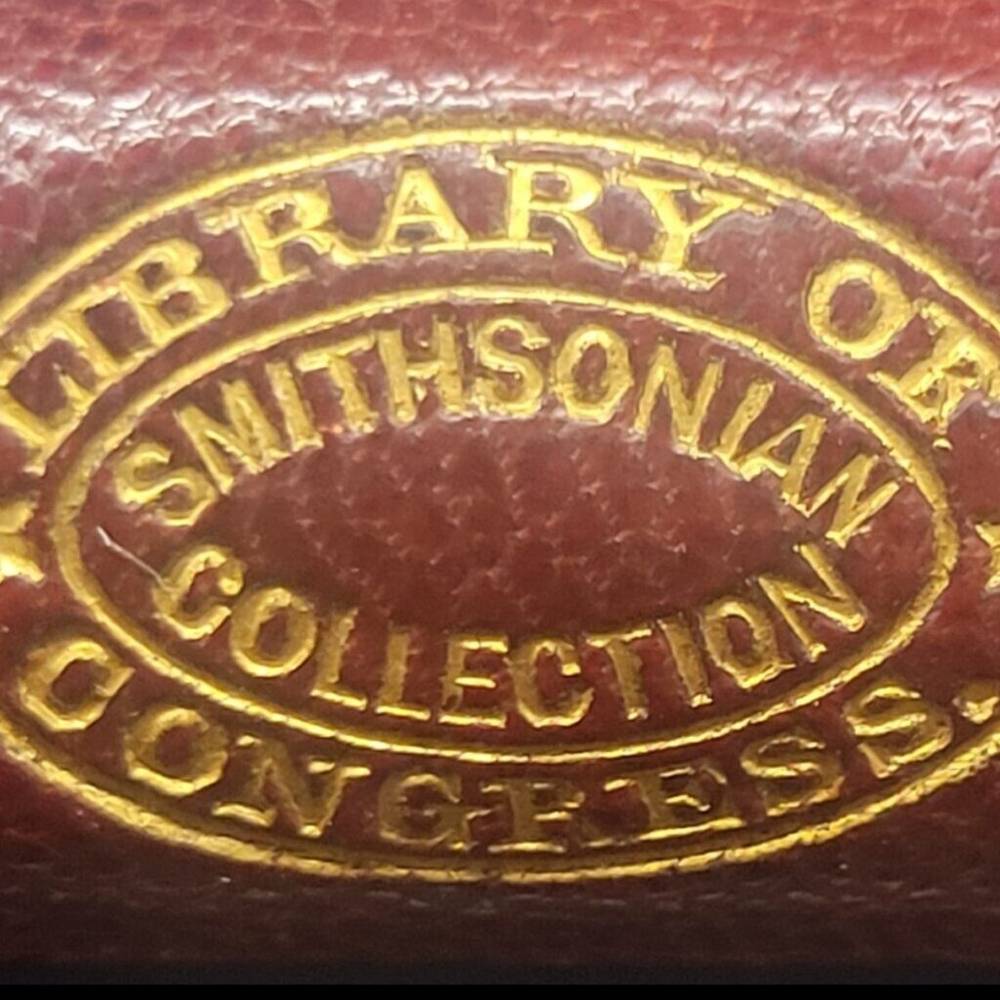 LIBRARY OF
CONGRESS.
SMITHSONIAN
COLLECTION